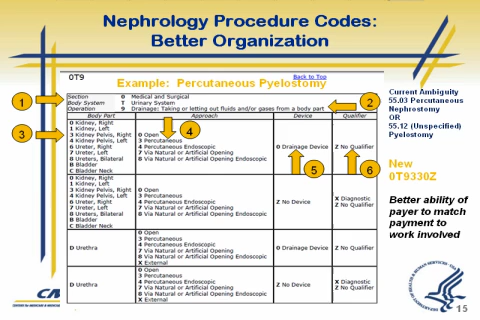 Nephrology Procedure Codes:
Better Organization
0T9
Back to Top
Example: Percutaneous Pyelostomy
Section 0 Medical and Surgical
Body System T Urinary System
Operation 9 Drainage: Taking or letting out fluids and/or gases from a body part
1
2
3
4
5
6
Body Part Approach Device Qualifier
0 Kidney, Right
1 Kidney, Left
3 Kidney Pelvis, Right
4 Kidney Pelvis, Left
6 Ureter, Right
7 Ureter, Left
8 Ureters, Bilateral
B Bladder
C Bladder Neck
0 Open
3 Percutaneous
4 Percutaneous Endoscopic
7 Via Natural or Artificial Opening
8 Via Natural or Artificial Opening Endoscopic
0 Drainage Device
Z No Qualifier
0 Kidney, Right
1 Kidney, Left
3 Kidney Pelvis, Right
4 Kidney Pelvis, Left
6 Ureter, Right
7 Ureter, Left
8 Ureters, Bilateral
B Bladder
C Bladder Neck
0 Open
3 Percutaneous
4 Percutaneous Endoscopic
7 Via Natural or Artificial Opening
8 Via Natural or Artificial Opening Endoscopic
Z No Device
X Diagnostic
Z No Qualifier
D Urethra
0 Open
3 Percutaneous
4 Percutaneous Endoscopic
7 Via Natural or Artificial Opening
8 Via Natural or Artificial Opening Endoscopic
X External
0 Drainage Device
Z No Qualifier
D Urethra
0 Open
3 Percutaneous
4 Percutaneous Endoscopic
7 Via Natural or Artificial Opening
8 Via Natural or Artificial Opening Endoscopic
X External
Z No Device
X Diagnostic
Z No Qualifier
Current Ambiguity
55.03 Percutaneous
Nephrostomy
OR
55.12 (Unspecified)
Pyelostomy
New
0T9330Z
Better ability of
payer to match
payment to
work involved
15